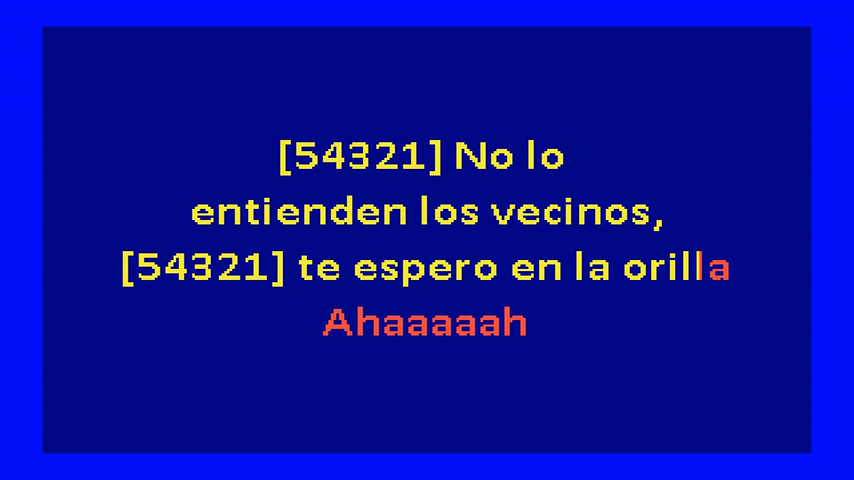 [54321] No lo
entienden los vecinos,
[54321] te espero en la orilla
Ahaaaaah